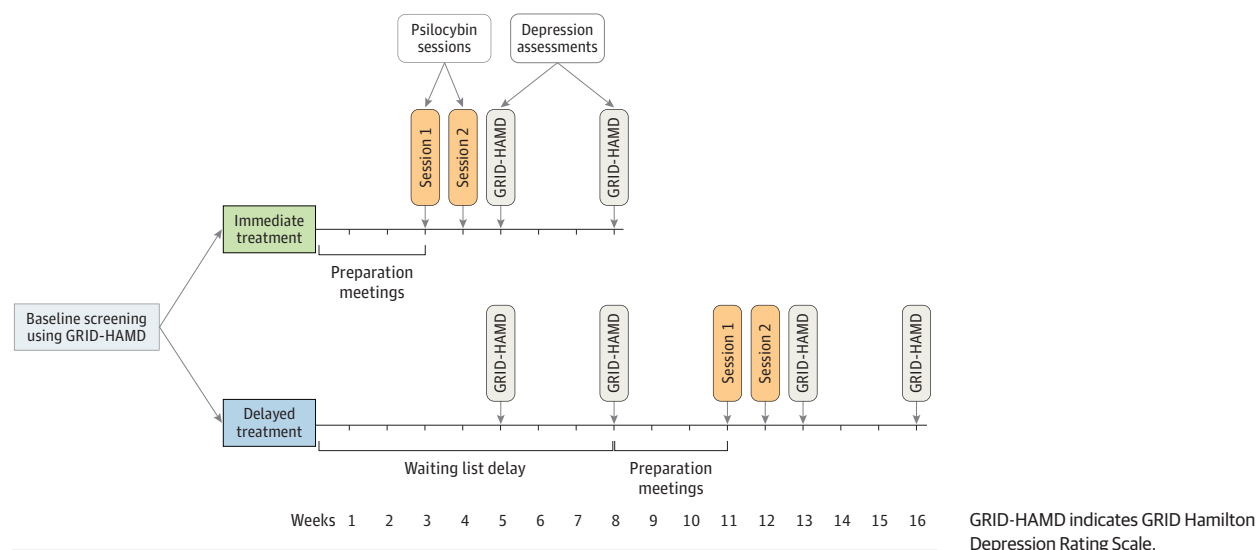 Psilocybin
sessions
Depression
assessments
Session 1
Session 2
GRID-HAMD
GRID-HAMD
Immediate
treatment
Preparation
meetings
Baseline screening
using GRID-HAMD
GRID-HAMD
GRID-HAMD
Session 1
Session 2
GRID-HAMD
GRID-HAMD
Delayed
treatment
Waiting list delay
Preparation
meetings
Weeks 1 2 3 4 5 6 7 8 9 10 11 12 13 14 15 16
GRID-HAMD indicates GRID Hamilton
Depression Rating Scale.